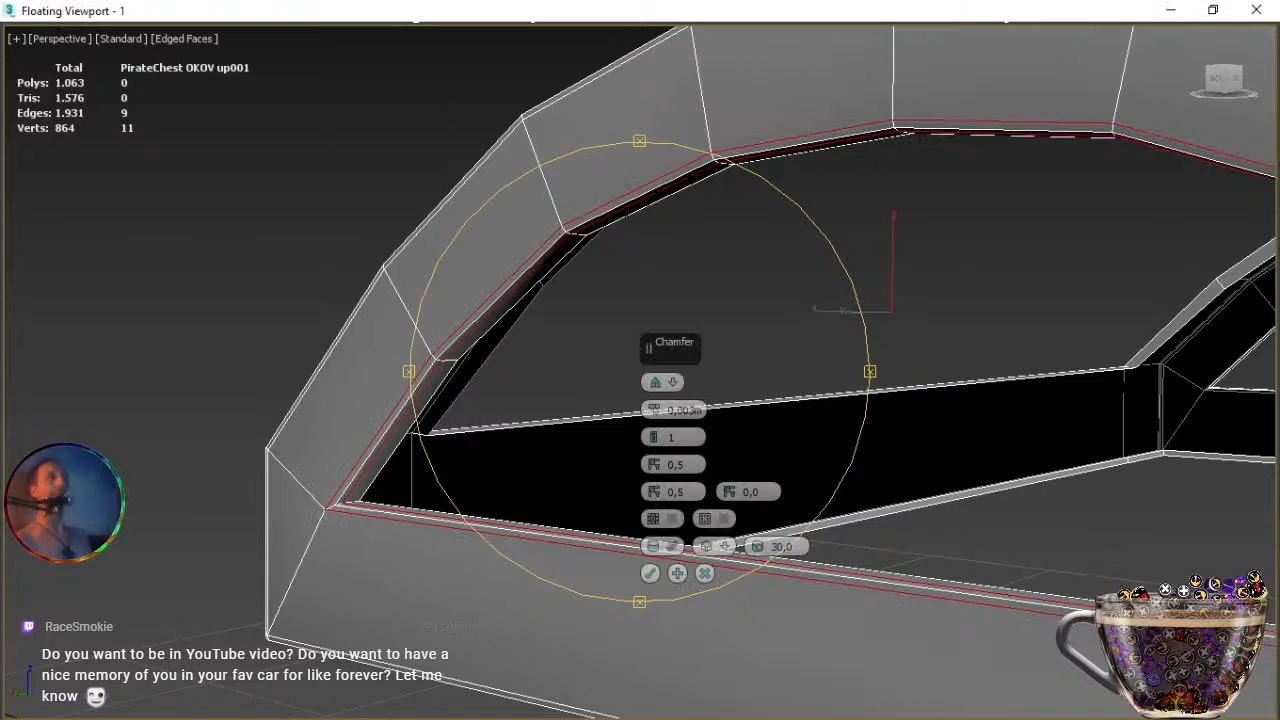 Floating Viewport - 1
[ + ] [Perspective ] [Standard ] [Edged Faces ]
Total PirateChest OKOV up001
Polys: 1.063 0
Tris: 1.576 0
Edges: 1.931 9
Verts: 864 11
Chamfer
0,003m
1
0,5
0,5 0,0
30,0
RaceSmokie
Do you want to be in YouTube video? Do you want to have a
nice memory of you in your fav car for like forever? Let me
know